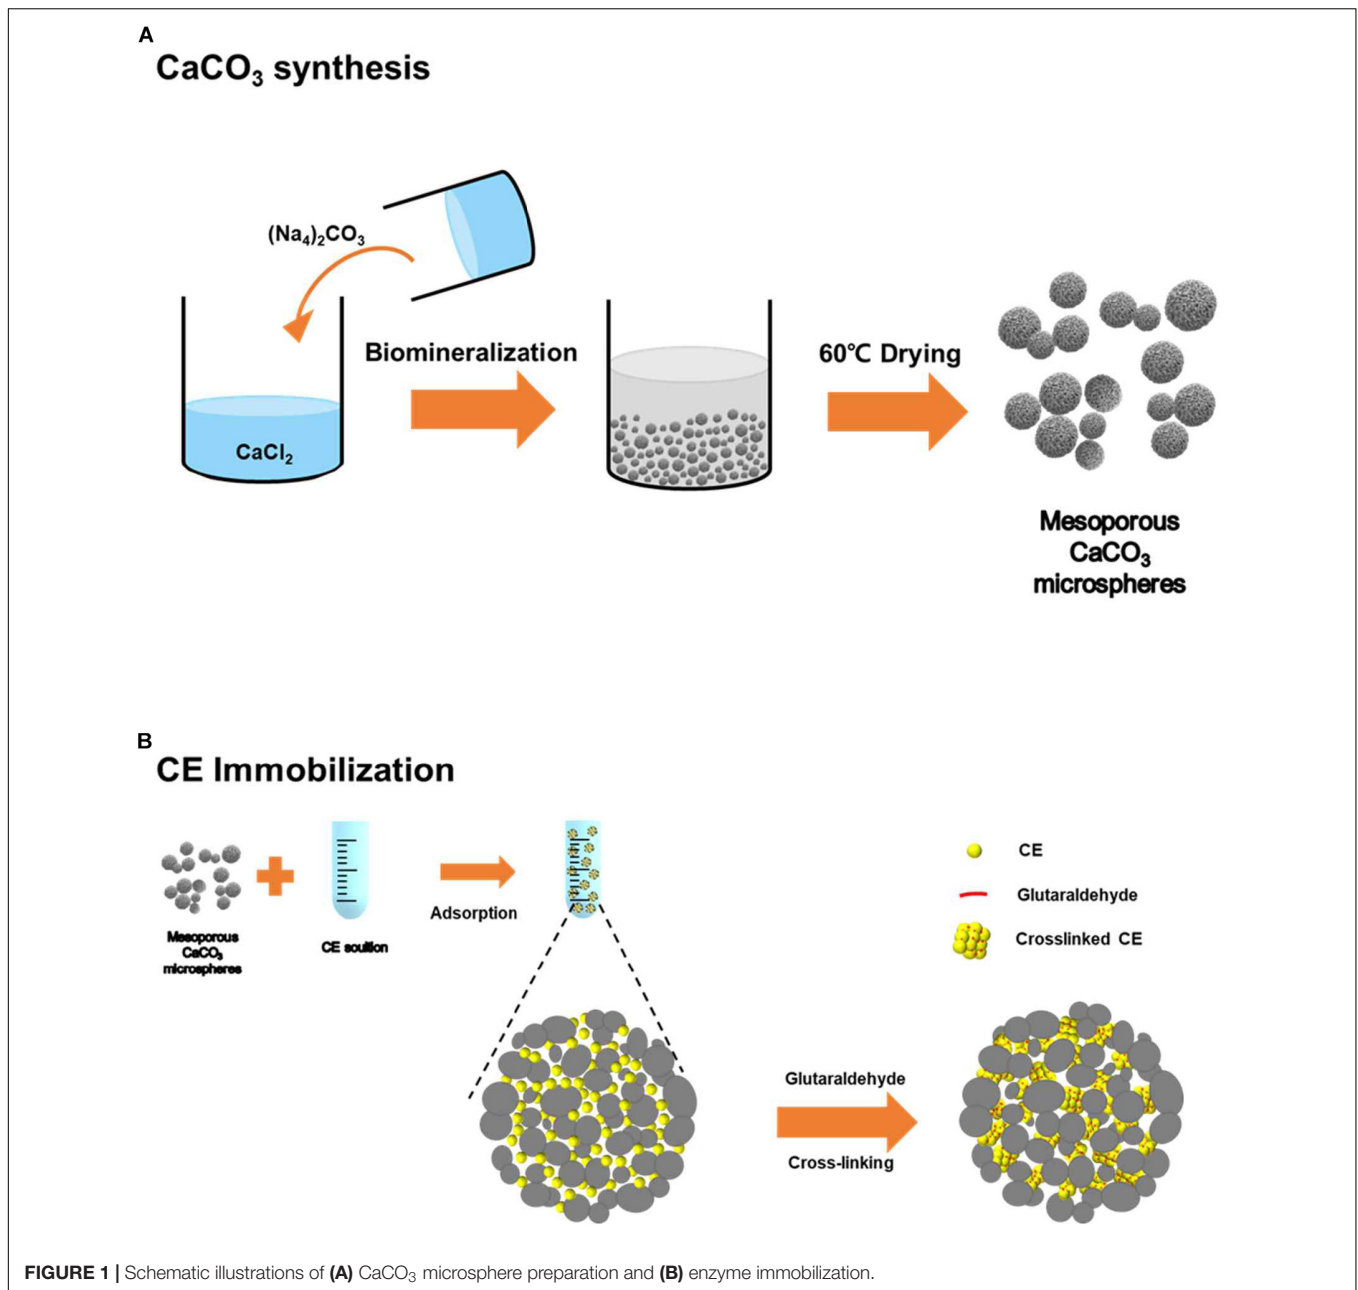 A
CaCO₃ synthesis
(Na₄)₂CO₃
Biomineralization
60℃ Drying
CaCl₂
Mesoporous
CaCO₃
microspheres
B
CE Immobilization
Adsorption
Mesoporous
CaCO₃
microspheres
CE soultion
CE
Glutaraldehyde
Crosslinked CE
Glutaraldehyde
Cross-linking
FIGURE 1 | Schematic illustrations of (A) CaCO₃ microsphere preparation and (B) enzyme immobilization.